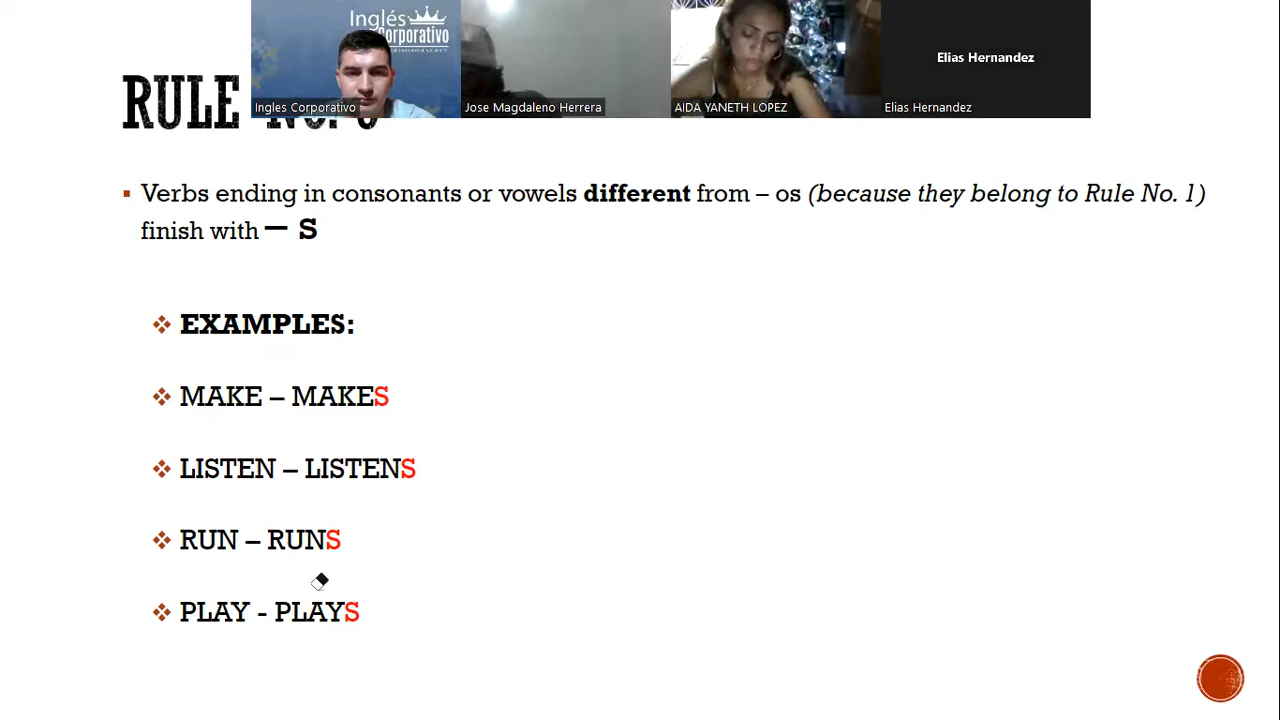 Inglés
Corporativo
Ingles Corporativo
Jose Magdaleno Herrera
AIDA YANETH LOPEZ
Elias Hernandez
Elias Hernandez
RULE No.
▪ Verbs ending in consonants or vowels different from – os (because they belong to Rule No. 1)
finish with – s
❖ EXAMPLES:
❖ MAKE – MAKES
❖ LISTEN – LISTENS
❖ RUN – RUNS
❖ PLAY - PLAYS